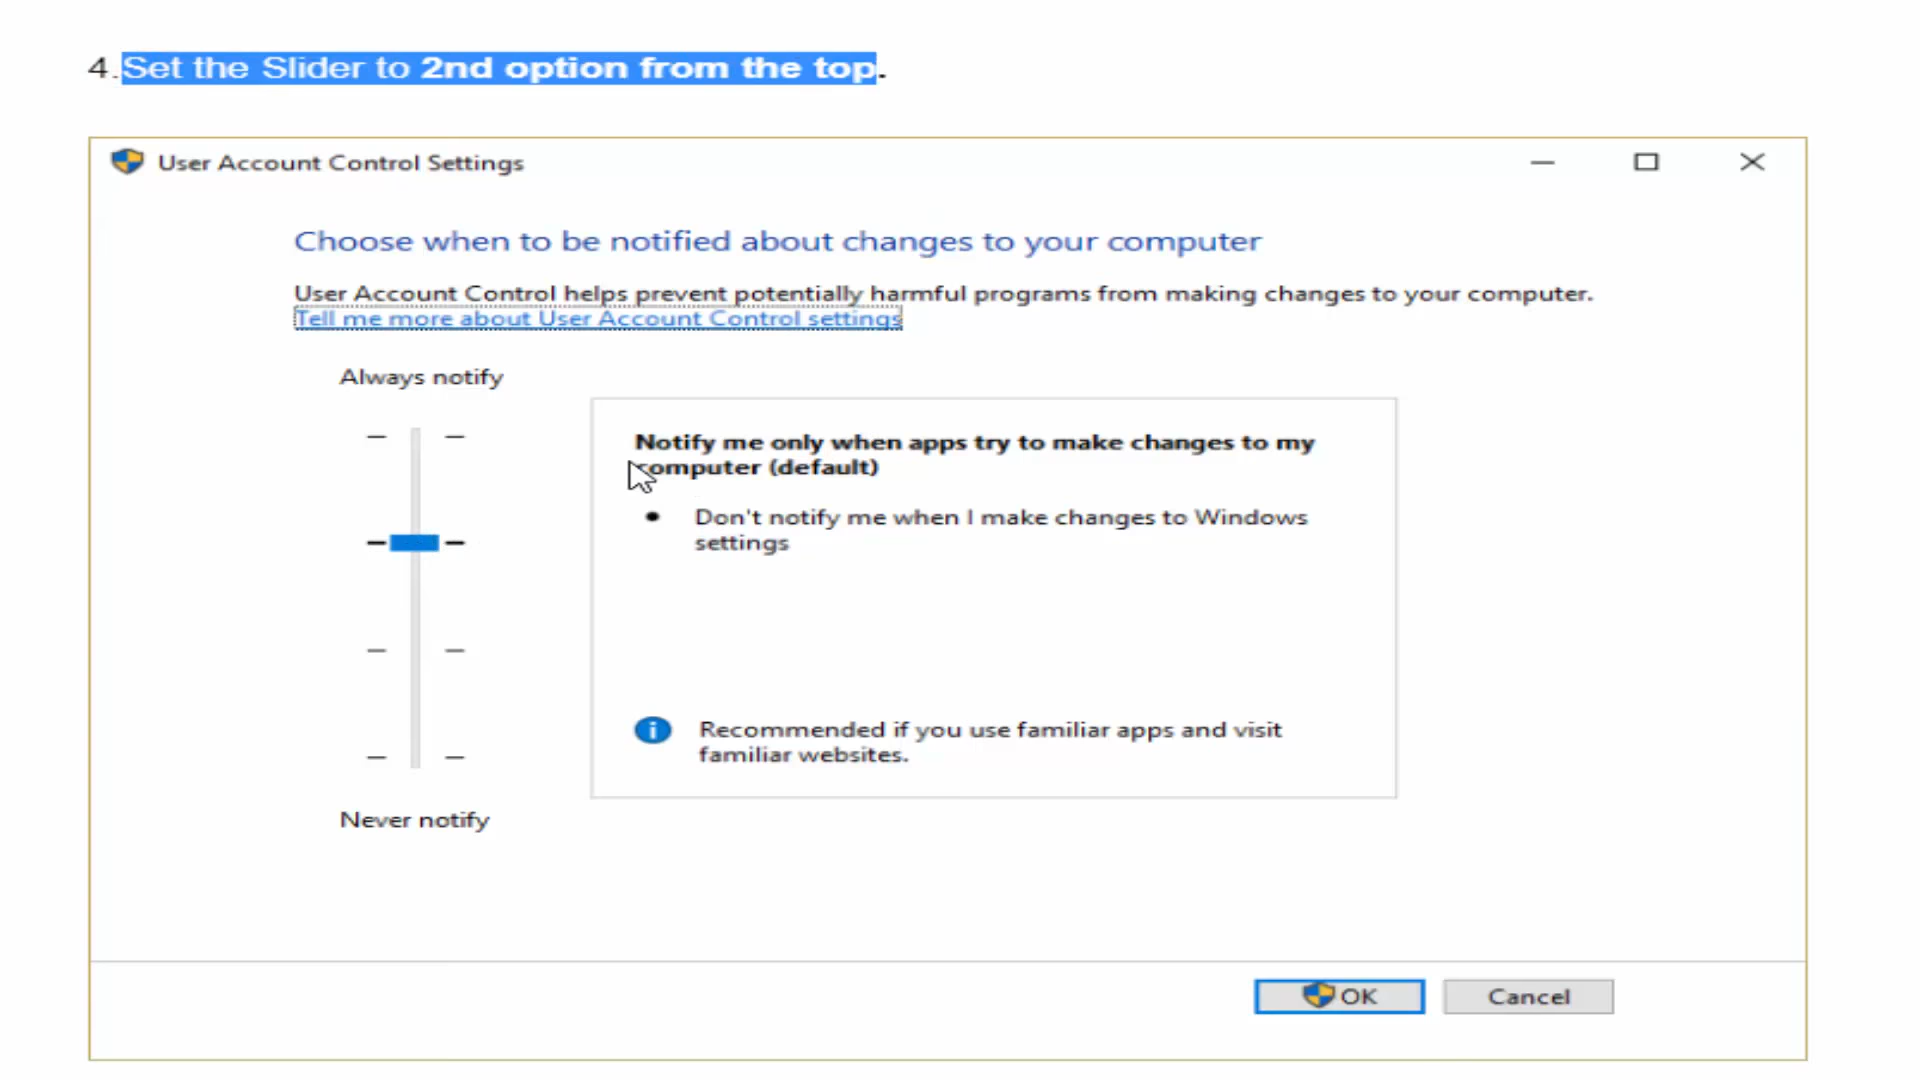 4.Set the Slider to 2nd option from the top.
User Account Control Settings
Choose when to be notified about changes to your computer
User Account Control helps prevent potentially harmful programs from making changes to your computer.
Tell me more about User Account Control settings
Always notify
Notify me only when apps try to make changes to my
computer (default)
• Don't notify me when I make changes to Windows
settings
Recommended if you use familiar apps and visit
familiar websites.
Never notify
OK Cancel